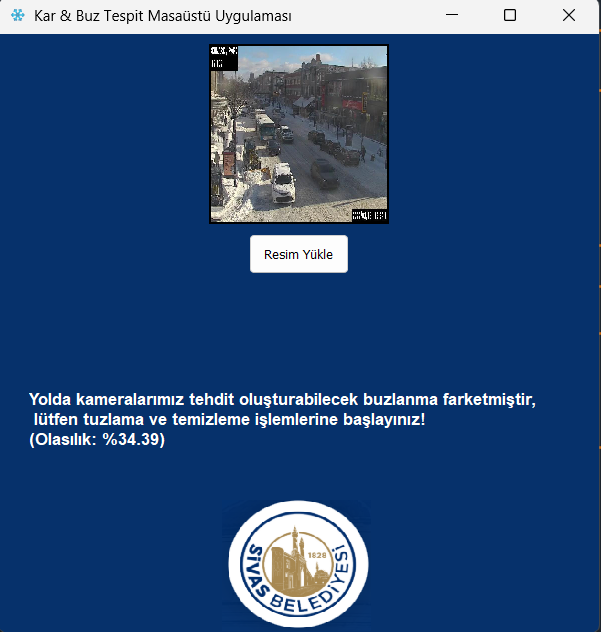 Kar & Buz Tespit Masaüstü Uygulaması
Resim Yükle
Yolda kameralarımız tehdit oluşturabilecek buzlanma farketmiştir,
lütfen tuzlama ve temizleme işlemlerine başlayınız!
(Olasılık: %34.39)
1828
SİVAS BELEDİYESİ